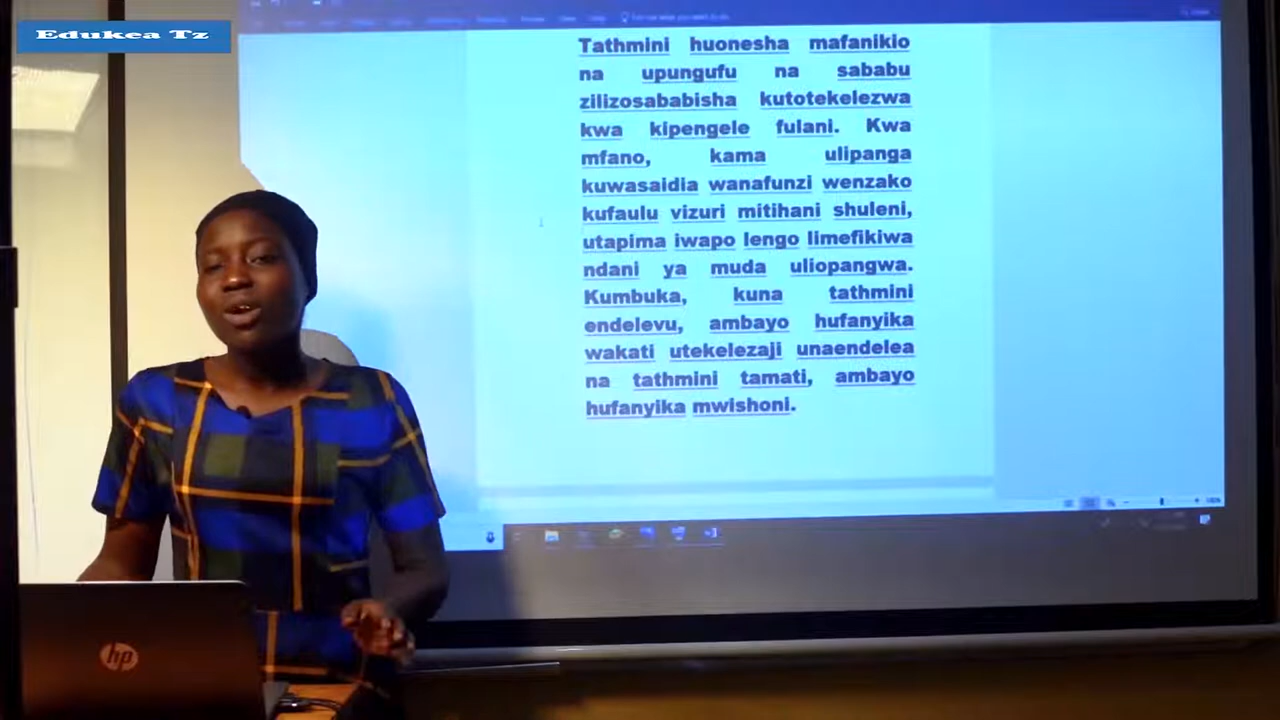 Edukea Tz
Tathmini huonesha mafanikio
na upungufu na sababu
zilizosababisha kutotekelezwa
kwa kipengele fulani. Kwa
mfano, kama ulipanga
kuwasaidia wanafunzi wenzako
kufaulu vizuri mitihani shuleni,
utapima iwapo lengo limefikiwa
ndani ya muda uliopangwa.
Kumbuka, kuna tathmini
endelevu, ambayo hufanyika
wakati utekelezaji unaendelea
na tathmini tamati, ambayo
hufanyika mwishoni.
hp